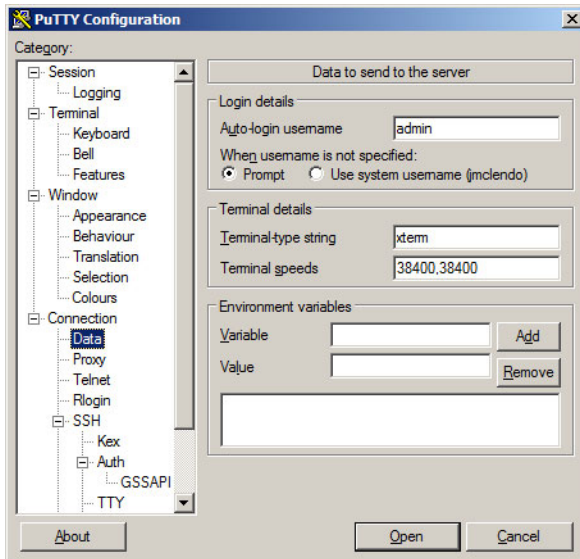 PuTTY Configuration
Category:
Session
Logging
Terminal
Keyboard
Bell
Features
Window
Appearance
Behaviour
Translation
Selection
Colours
Connection
Data
Proxy
Telnet
Rlogin
SSH
Kex
Auth
GSSAPI
TTY
Data to send to the server
Login details
Auto-login username admin
When username is not specified:
Prompt Use system username (jmclendo)
Terminal details
Terminal-type string xterm
Terminal speeds 38400,38400
Environment variables
Variable Add
Value Remove
About Open Cancel